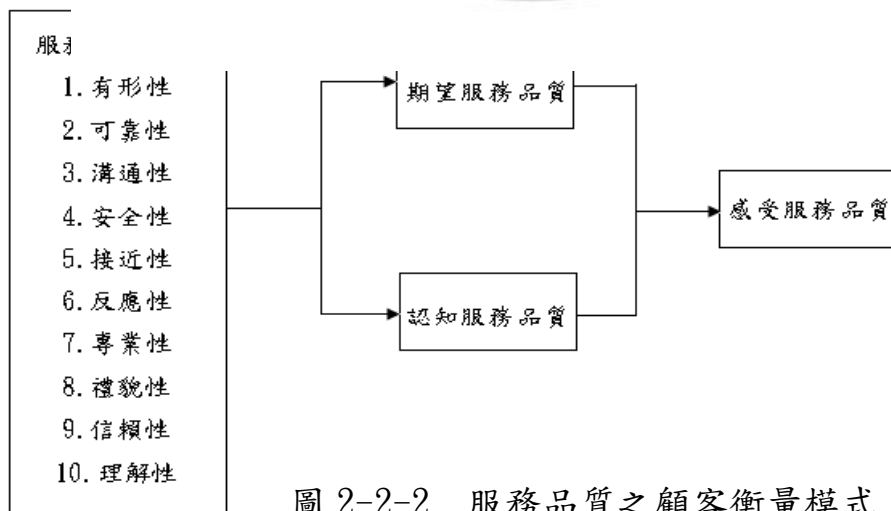 服務
1. 有形性
2. 可靠性
3. 溝通性
4. 安全性
5. 接近性
6. 反應性
7. 專業性
8. 禮貌性
9. 信賴性
10. 理解性
期望服務品質
認知服務品質
感受服務品質
圖 2-2-2 服務品質之顧客衡量模式